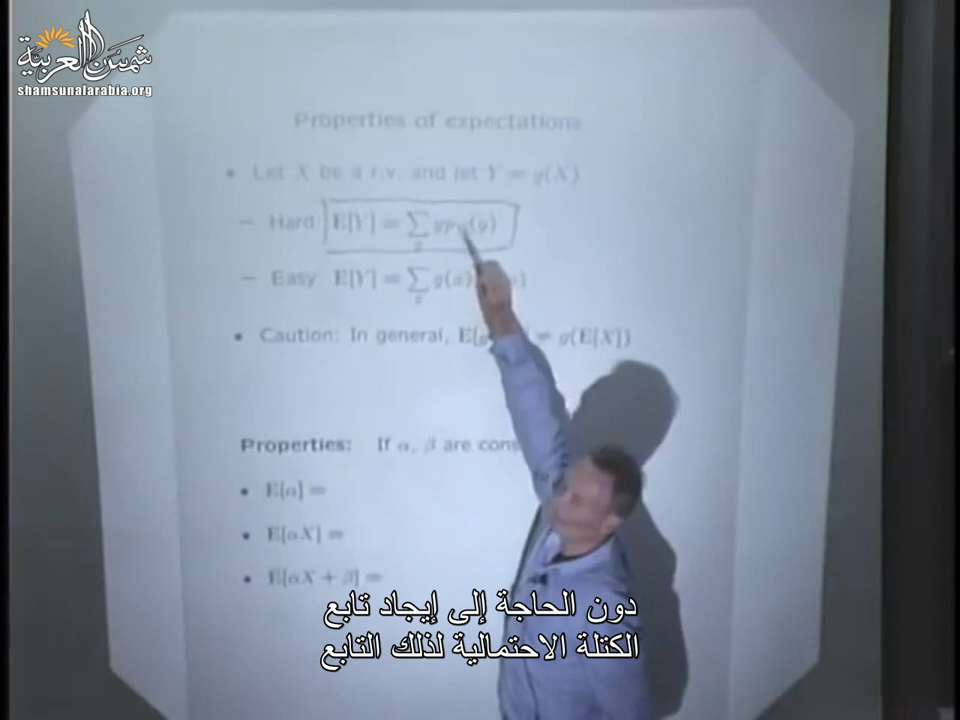 شمس العربية
shamsunalarabia.org
Properties of expectations
• Let X be a r.v. and let Y = g(X)
– Hard: E[Y] = ∑ y (y)
y
– Easy: E[Y] = ∑ g(x)
x
• Caution: In general, E[g = g(E[X])
Properties: If α, β are
• E[α] =
• E[αX] =
• E[αX + β] =
دون الحاجة إلى إيجاد تابع
الكتلة الاحتمالية لذلك التابع